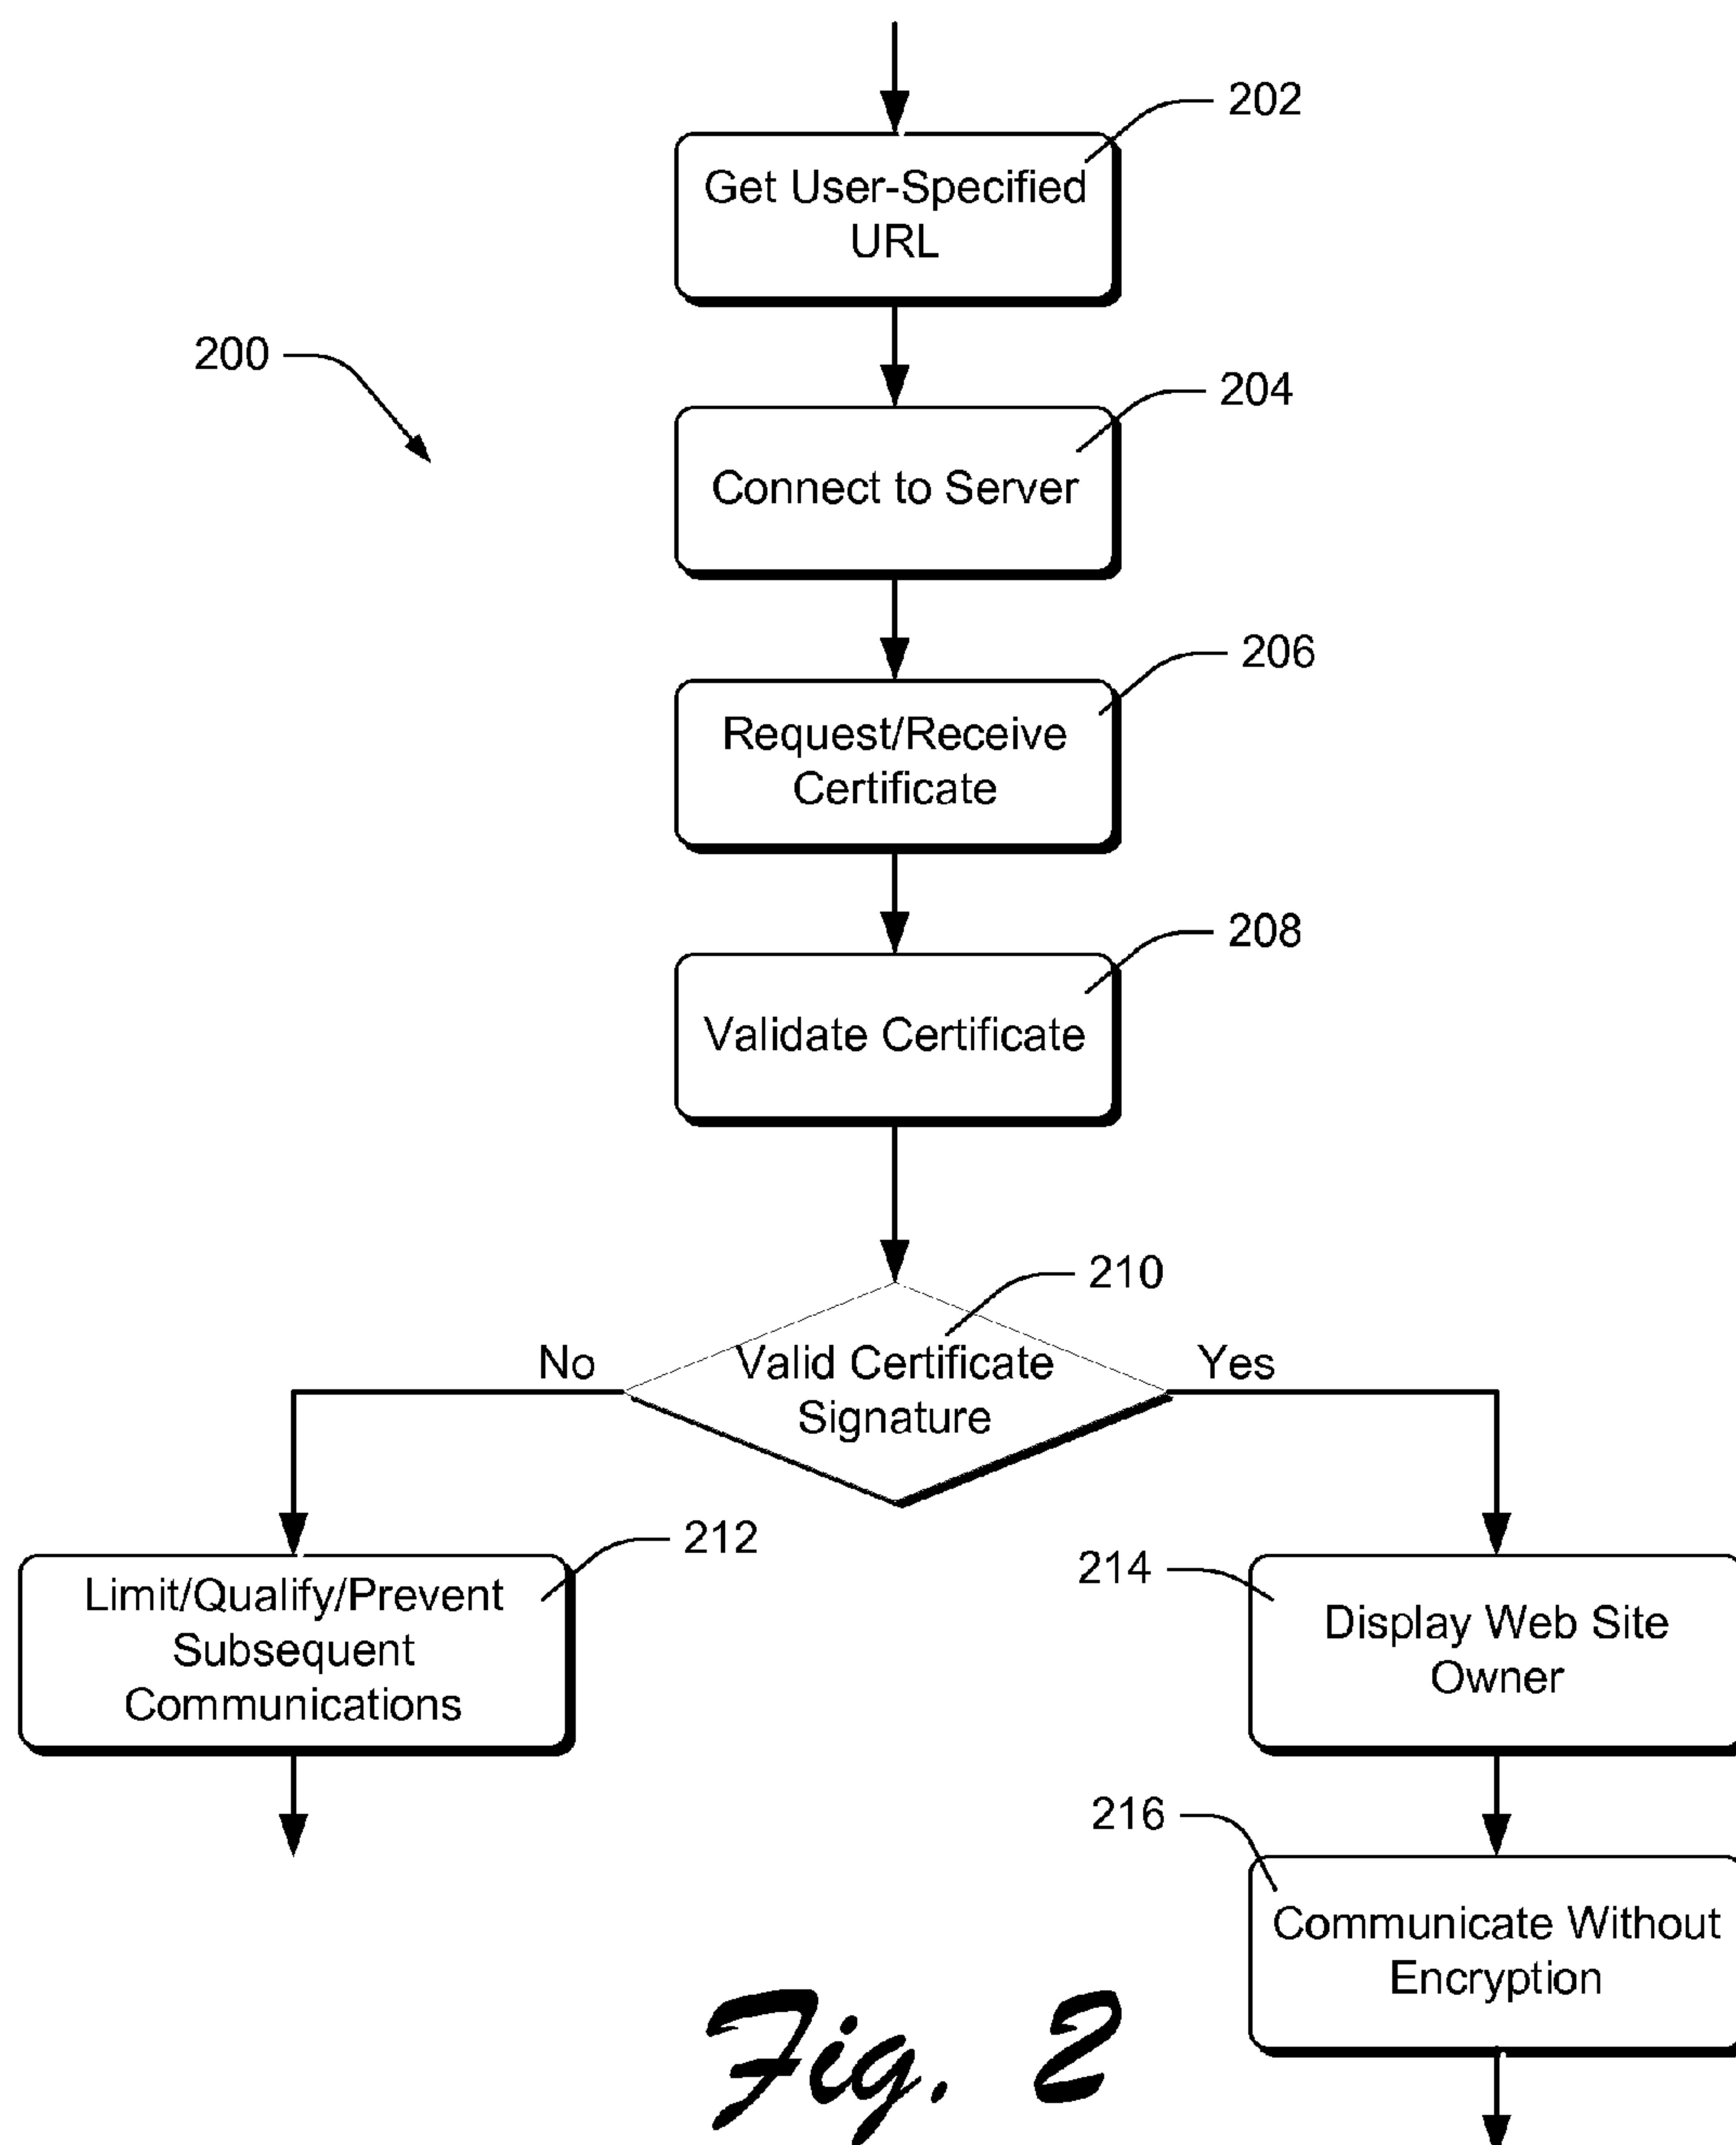 202
Get User-Specified
URL
200
204
Connect to Server
206
Request/Receive
Certificate
208
Validate Certificate
210
No
Valid Certificate
Signature
Yes
212
Limit/Qualify/Prevent
Subsequent
Communications
214
Display Web Site
Owner
216
Communicate Without
Encryption
Fig. 2